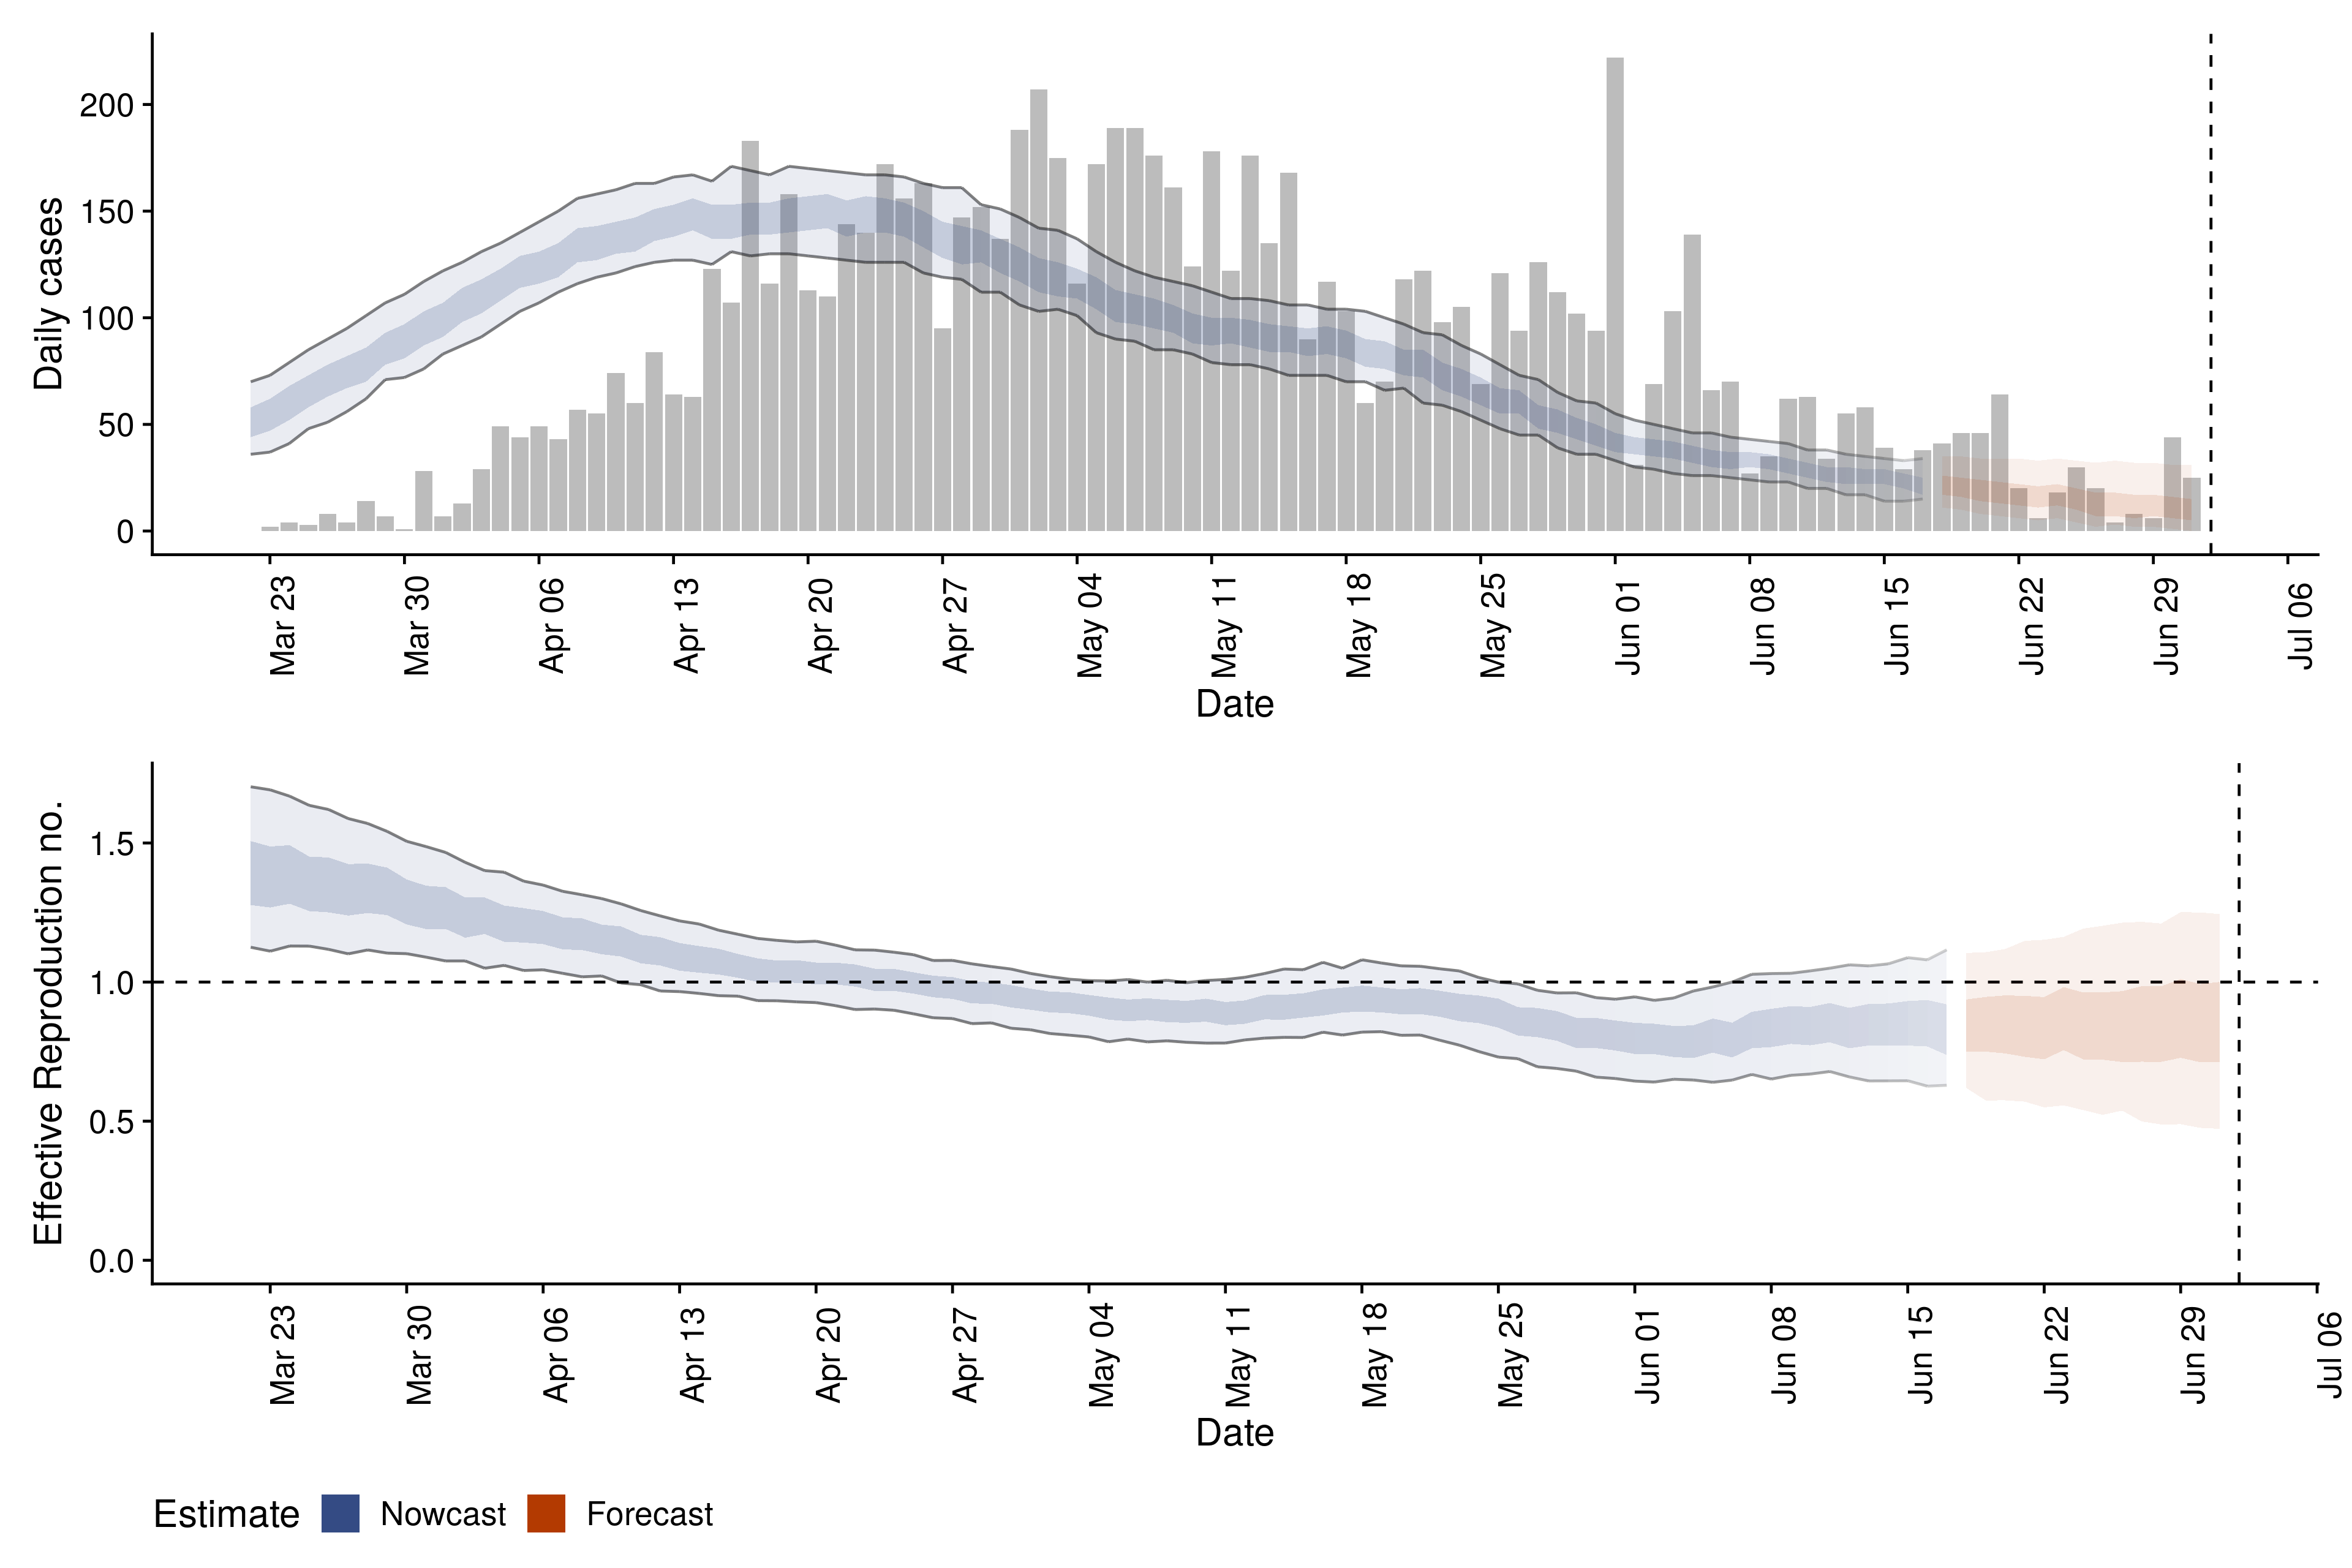 Daily cases
200
150
100
50
0
Mar 23
Mar 30
Apr 06
Apr 13
Apr 20
Apr 27
May 04
May 11
May 18
May 25
Jun 01
Jun 08
Jun 15
Jun 22
Jun 29
Jul 06
Date
Effective Reproduction no.
1.5
1.0
0.5
0.0
Mar 23
Mar 30
Apr 06
Apr 13
Apr 20
Apr 27
May 04
May 11
May 18
May 25
Jun 01
Jun 08
Jun 15
Jun 22
Jun 29
Jul 06
Date
Estimate Nowcast Forecast